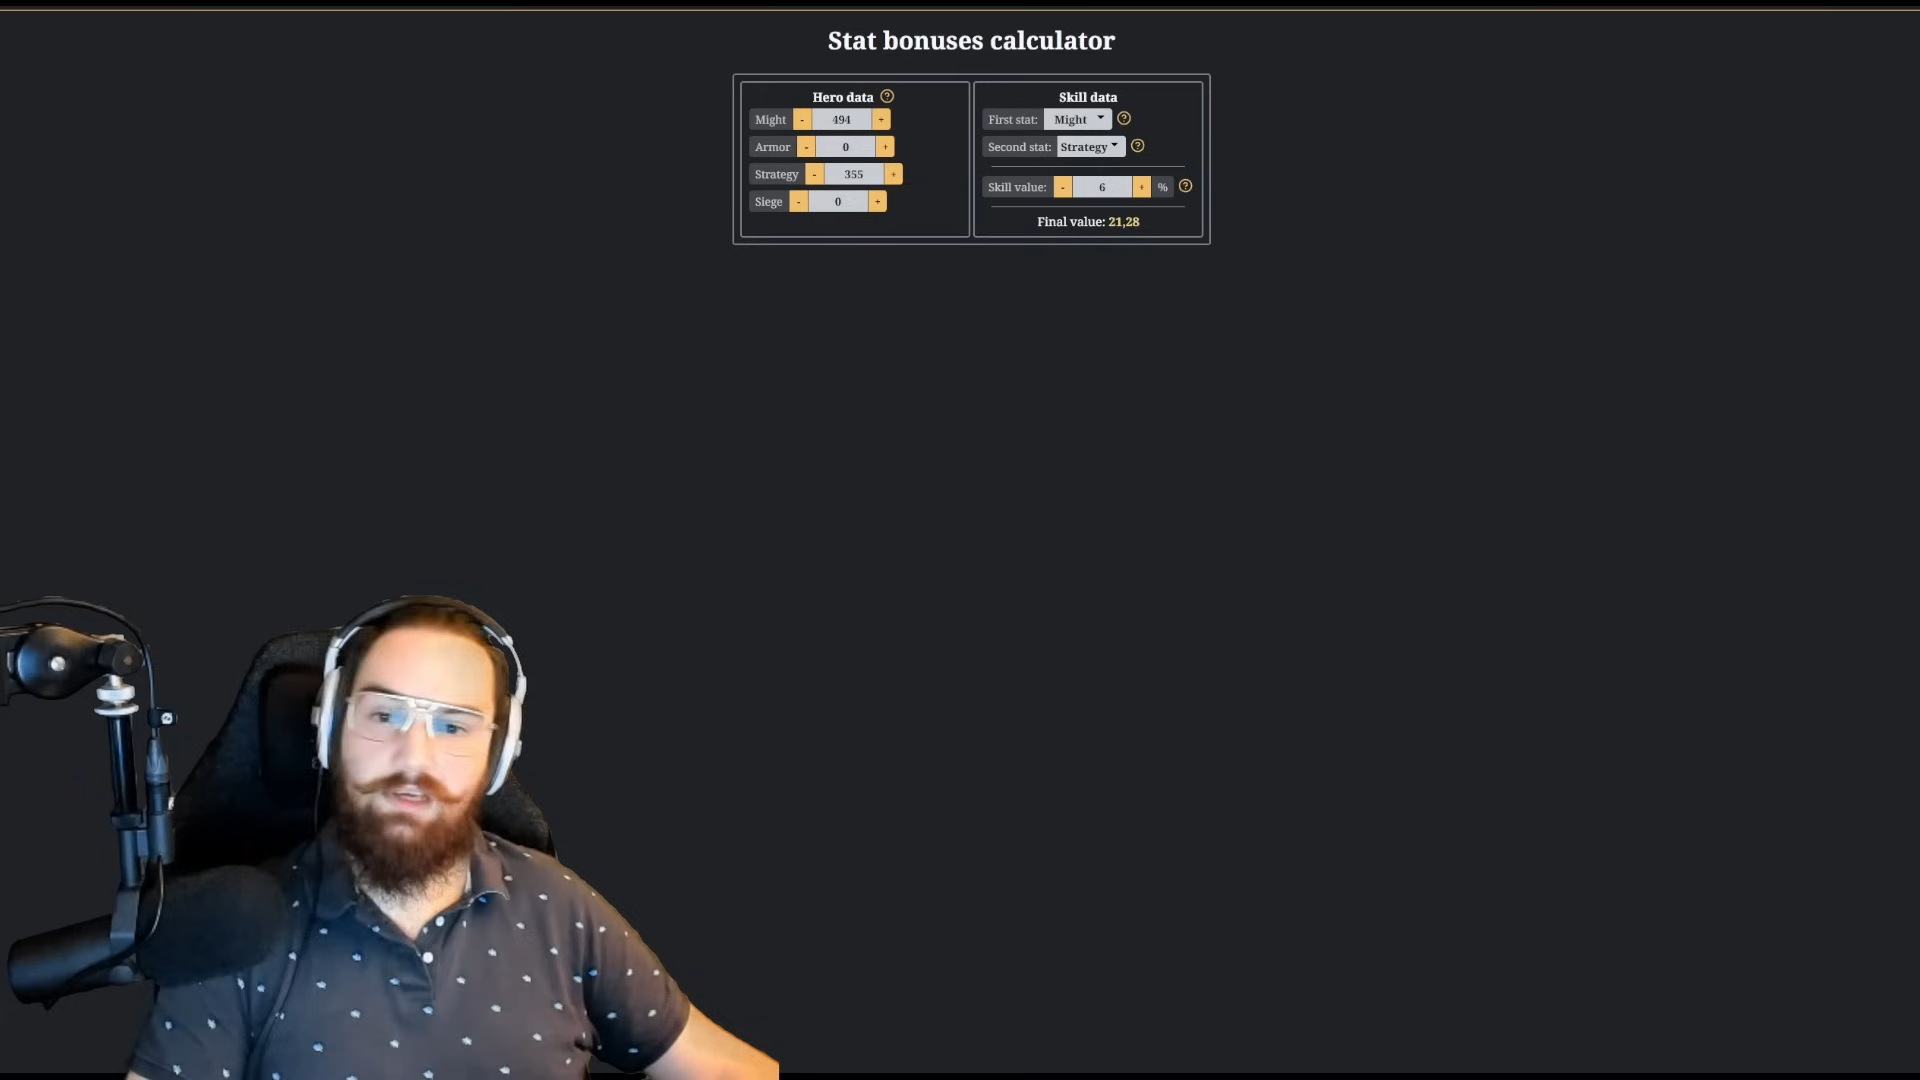 Stat bonuses calculator
Hero data
Might - 494 +
Armor - 0 +
Strategy - 355 +
Siege - 0 +
Skill data
First stat: Might
Second stat: Strategy
Skill value: - 6 + %
Final value: 21,28